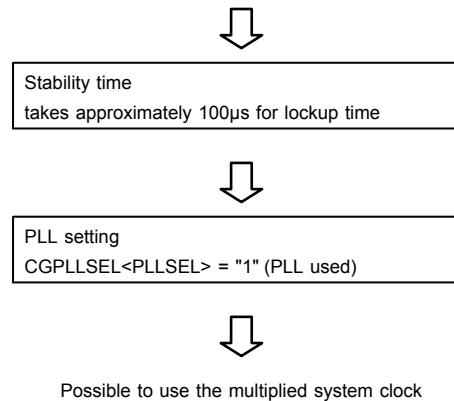 Stability time
takes approximately 100μs for lockup time
PLL setting
CGPLLSEL<PLLSEL> = "1" (PLL used)
Possible to use the multiplied system clock